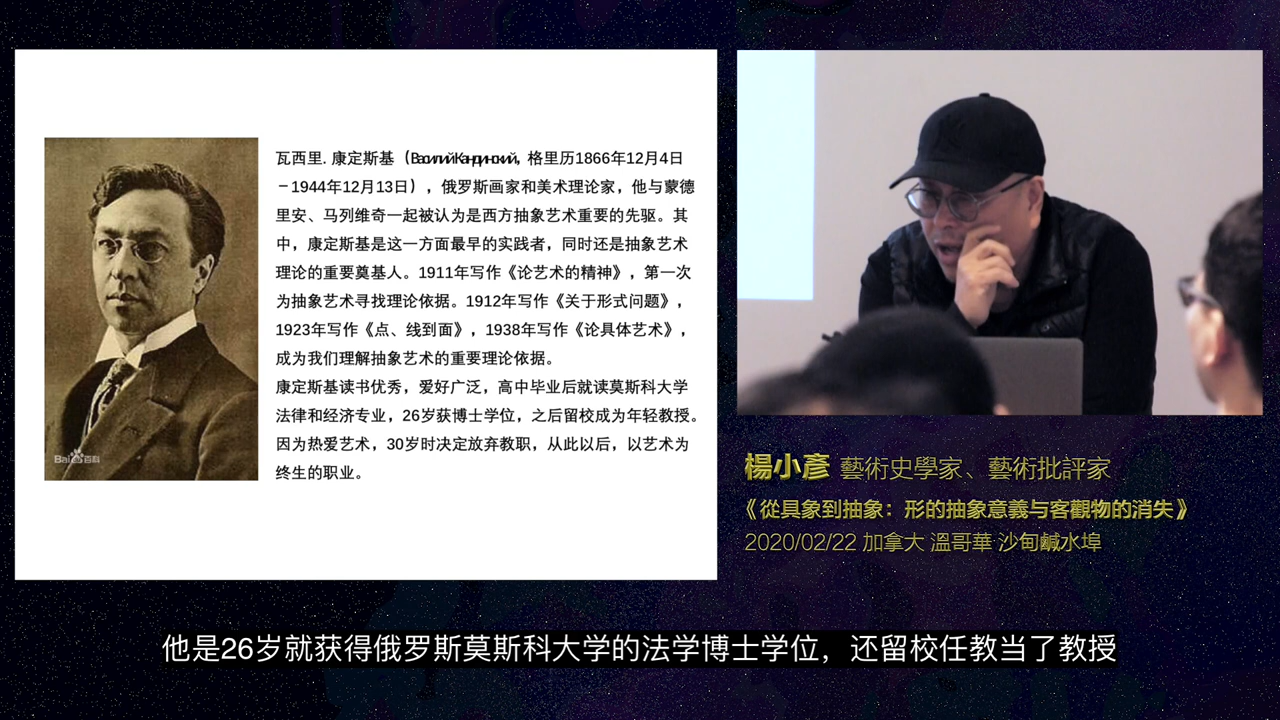 瓦西里. 康定斯基（Василий Кандинский, 格里历1866年12月4日
－1944年12月13日），俄罗斯画家和美术理论家，他与蒙德
里安、马列维奇一起被认为是西方抽象艺术重要的先驱。其
中，康定斯基是这一方面最早的实践者，同时还是抽象艺术
理论的重要奠基人。1911年写作《论艺术的精神》，第一次
为抽象艺术寻找理论依据。1912年写作《关于形式问题》，
1923年写作《点、线到面》，1938年写作《论具体艺术》，
成为我们理解抽象艺术的重要理论依据。
康定斯基读书优秀，爱好广泛，高中毕业后就读莫斯科大学
法律和经济专业，26岁获博士学位，之后留校成为年轻教授。
因为热爱艺术，30岁时决定放弃教职，从此以后，以艺术为
终生的职业。
Bai百科
楊小彥 藝術史學家、藝術批評家
《從具象到抽象：形的抽象意義与客觀物的消失》
2020/02/22 加拿大 溫哥華 沙甸鹹水埠
他是26岁就获得俄罗斯莫斯科大学的法学博士学位，还留校任教当了教授